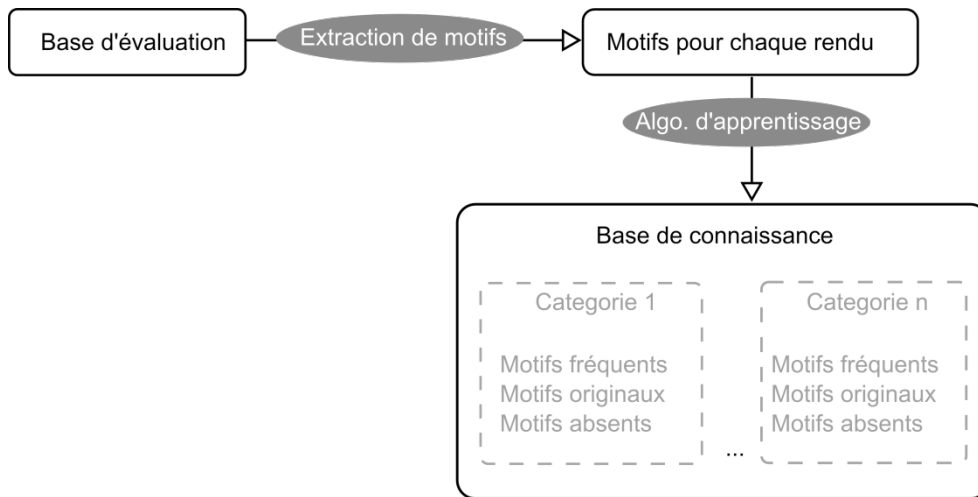 Base d'évaluation
Extraction de motifs
Motifs pour chaque rendu
Algo. d'apprentissage
Base de connaissance
Categorie 1
Motifs fréquents
Motifs originaux
Motifs absents
...
Categorie n
Motifs fréquents
Motifs originaux
Motifs absents